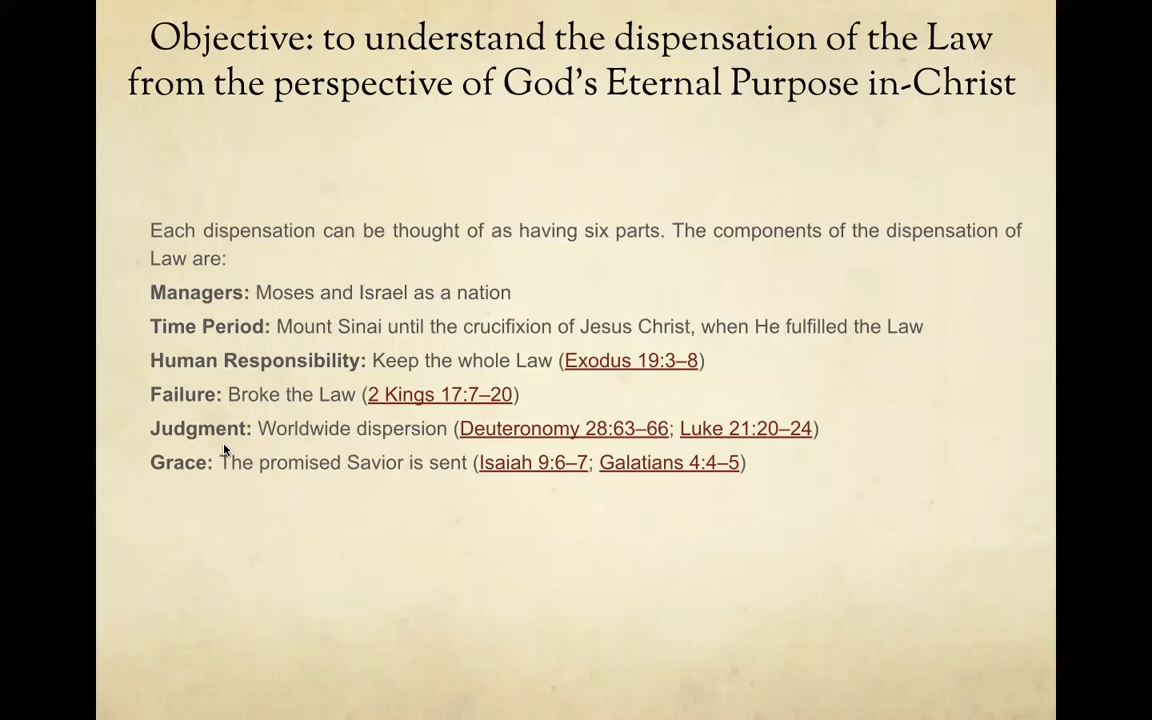 Objective: to understand the dispensation of the Law
from the perspective of God’s Eternal Purpose in-Christ
Each dispensation can be thought of as having six parts. The components of the dispensation of
Law are:
Managers: Moses and Israel as a nation
Time Period: Mount Sinai until the crucifixion of Jesus Christ, when He fulfilled the Law
Human Responsibility: Keep the whole Law (Exodus 19:3–8)
Failure: Broke the Law (2 Kings 17:7–20)
Judgment: Worldwide dispersion (Deuteronomy 28:63–66; Luke 21:20–24)
Grace: The promised Savior is sent (Isaiah 9:6–7; Galatians 4:4–5)